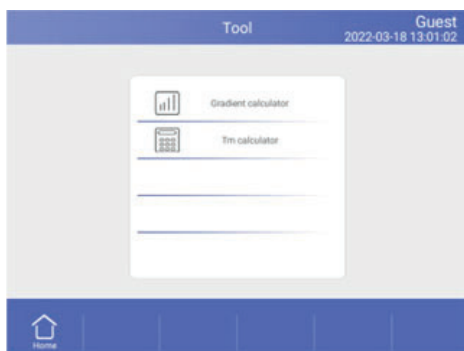 Tool
Guest
2022-03-18 13:01:02
Gradient calculator
Tm calculator
Home